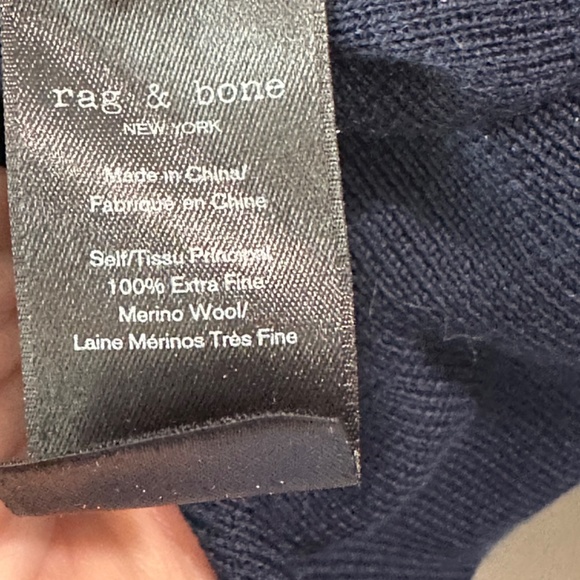 rag & bone
NEW YORK
Made in China/
Fabriqué en Chine
Self/Tissu Principal
100% Extra Fine
Merino Wool/
Laine Mérinos Très Fine